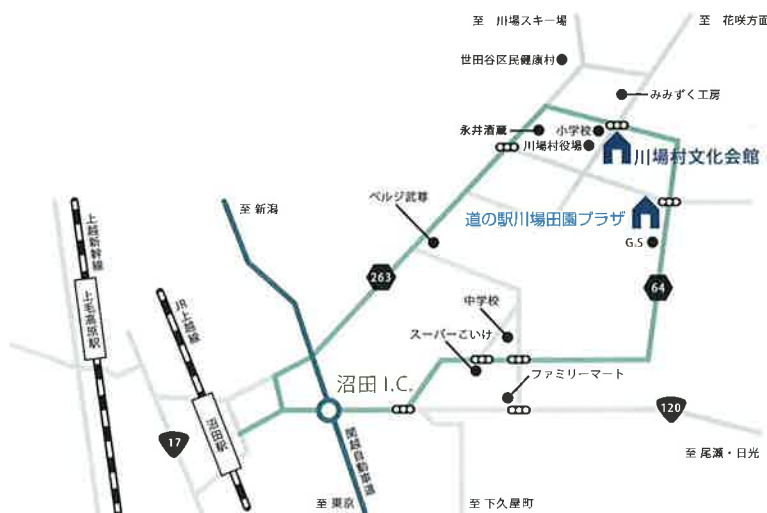 至 川場スキー場
至 花咲方面
世田谷区民健康村
みみずく工房
永井酒蔵
小学校
川場村役場
川場村文化会館
ベルジ武尊
至 新潟
道の駅川場田園プラザ
G.S
上越新幹線
263
64
上毛高原駅
JR上越線
中学校
スーパーこいけ
沼田 I.C.
ファミリーマート
120
17
沼田駅
関越自動車道
至 尾瀬・日光
至 東京
至 下久屋町